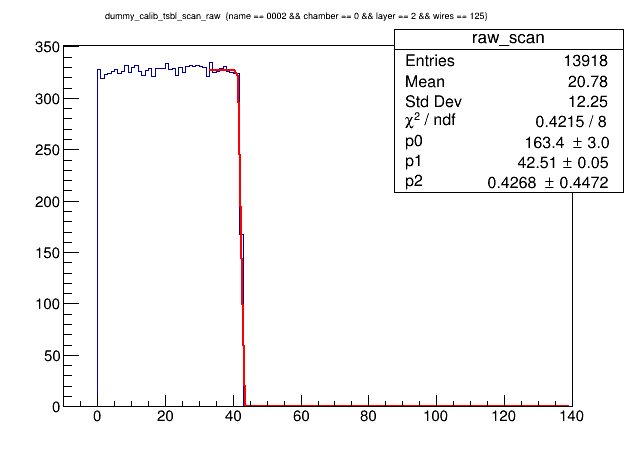 dummy_calib_tsbl_scan_raw (name == 0002 && chamber == 0 && layer == 2 && wires == 125)
raw_scan
Entries 13918
Mean 20.78
Std Dev 12.25
χ² / ndf 0.4215 / 8
p0 163.4 ± 3.0
p1 42.51 ± 0.05
p2 0.4268 ± 0.4472
350
300
250
200
150
100
50
0
0 20 40 60 80 100 120 140